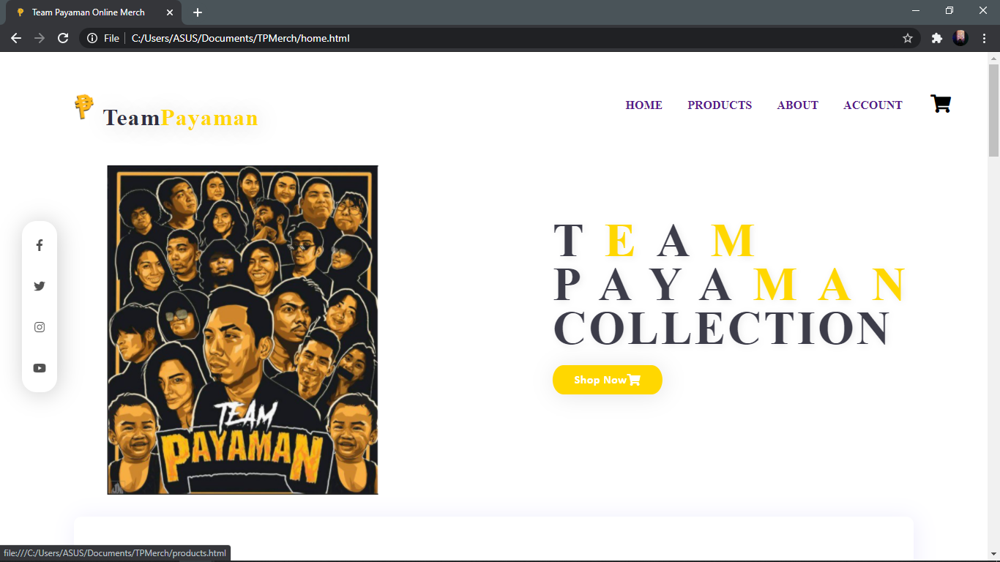 Team Payaman Online Merch
File C:/Users/ASUS/Documents/TPMerch/home.html
TeamPayaman
HOME PRODUCTS ABOUT ACCOUNT
TEAM
PAYAMAN
COLLECTION
Shop Now
TEAM
PAYAMAN
file:///C:/Users/ASUS/Documents/TPMerch/products.html